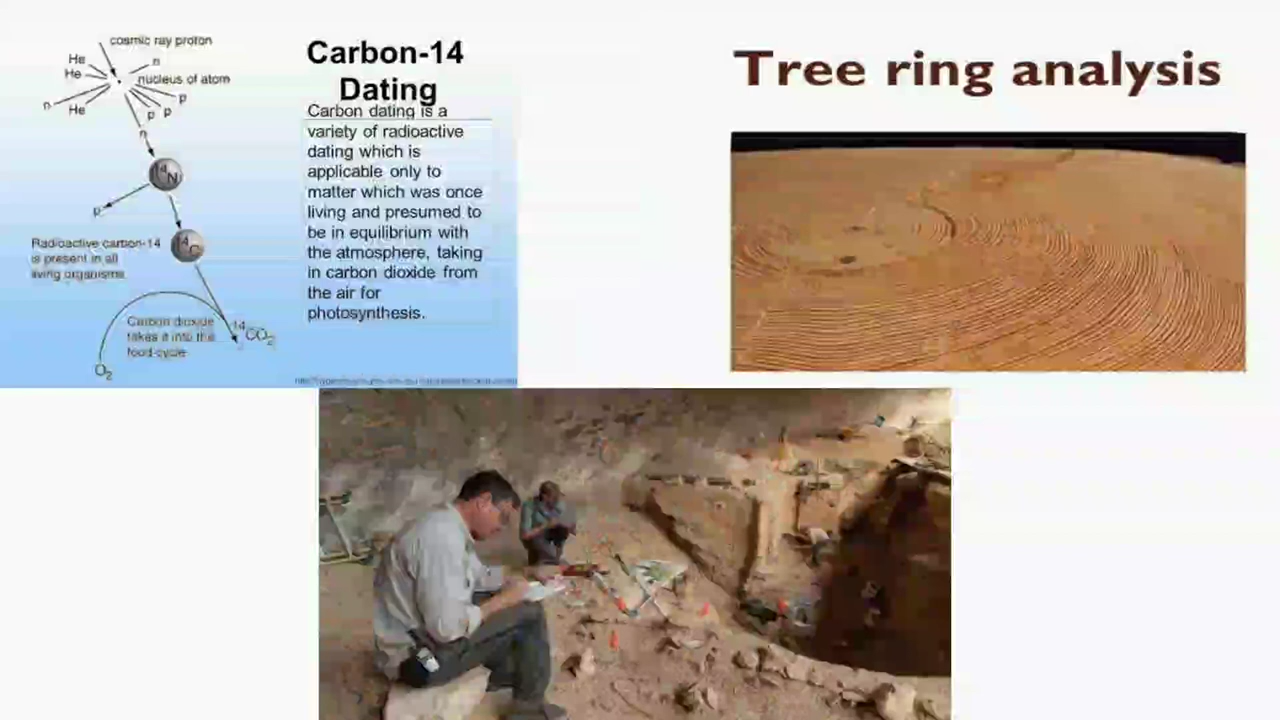 cosmic ray proton
He
n
He
nucleus of atom
n
He
p
p
p
n
14N
p
14C
Radioactive carbon-14
is present in all
living organisms
Carbon dioxide
takes it into the
food cycle
14CO2
O2
Carbon-14
Dating
Carbon dating is a
variety of radioactive
dating which is
applicable only to
matter which was once
living and presumed to
be in equilibrium with
the atmosphere, taking
in carbon dioxide from
the air for
photosynthesis.
Tree ring analysis